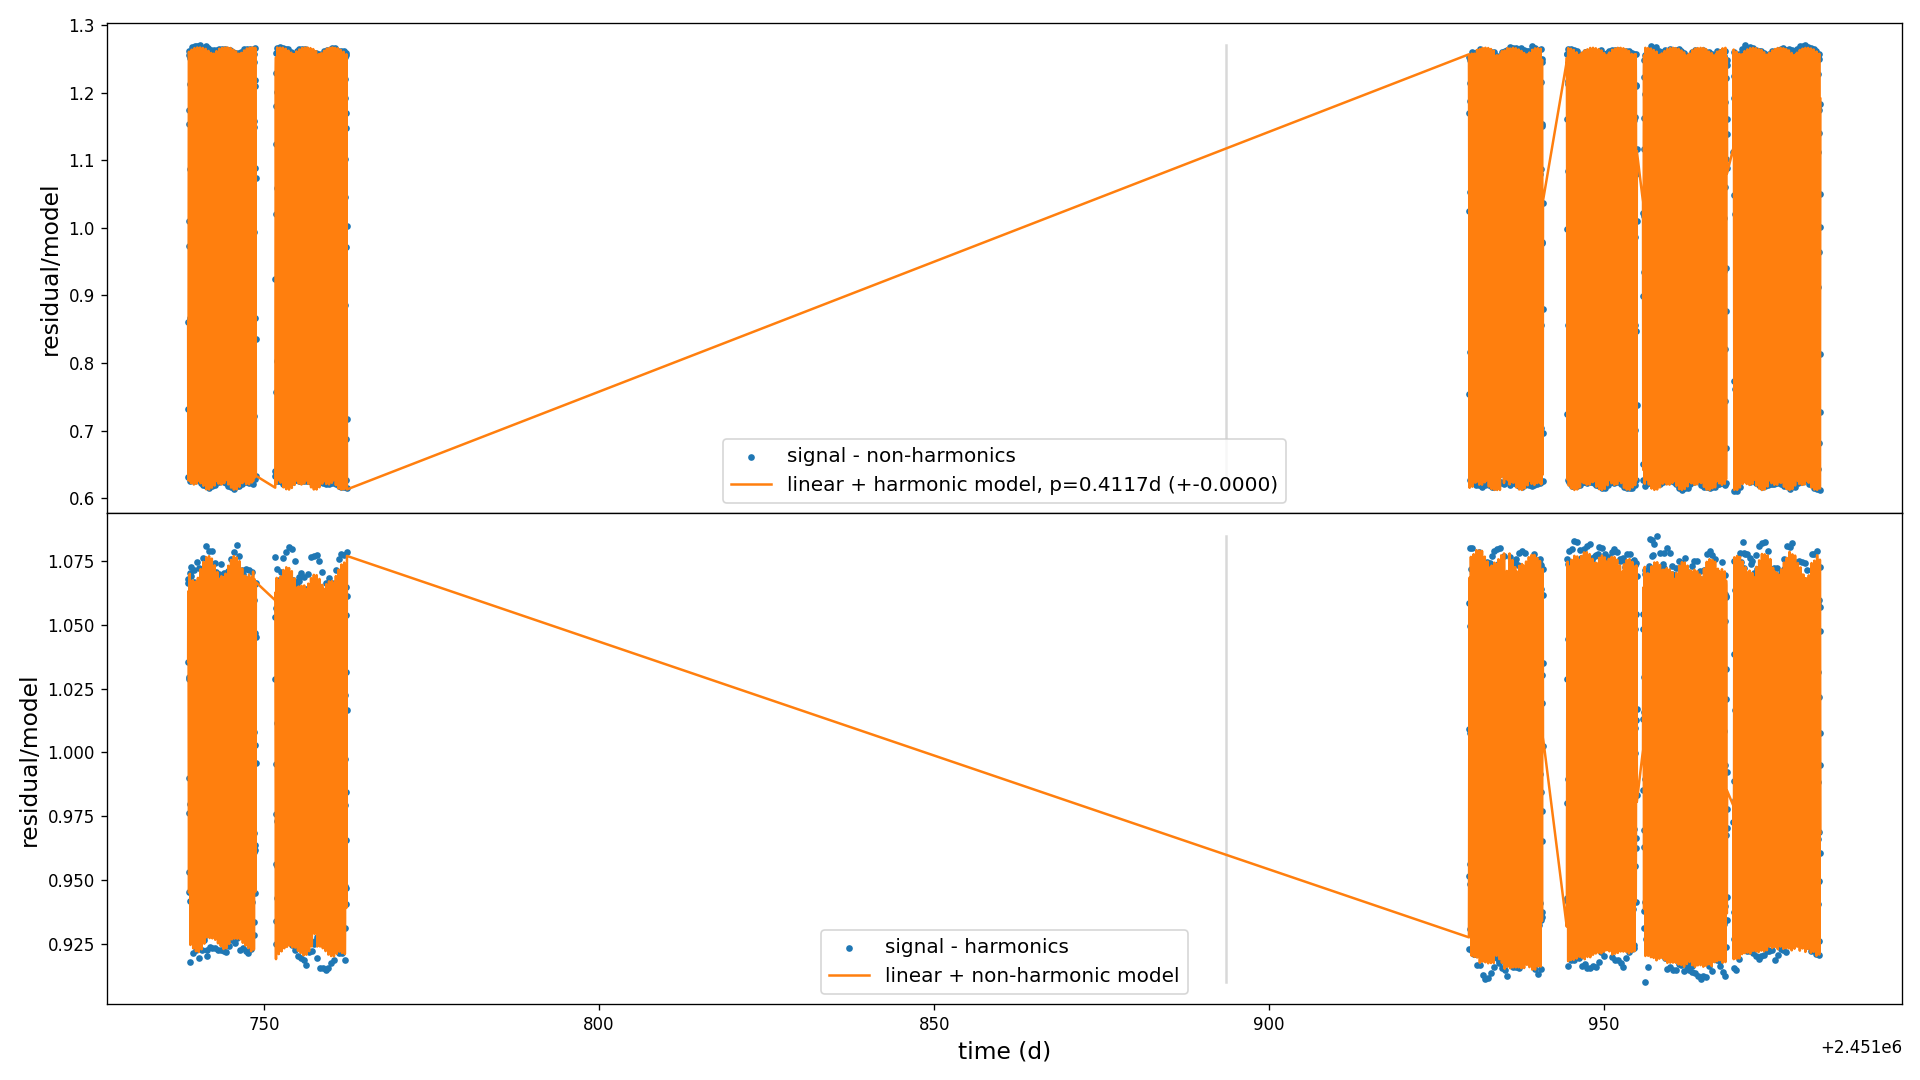 1.3
1.2
1.1
1.0
0.9
0.8
0.7
0.6
residual/model
signal - non-harmonics
linear + harmonic model, p=0.4117d (+-0.0000)
1.075
1.050
1.025
1.000
0.975
0.950
0.925
residual/model
signal - harmonics
linear + non-harmonic model
750
800
850
900
950
time (d)
+2.451e6